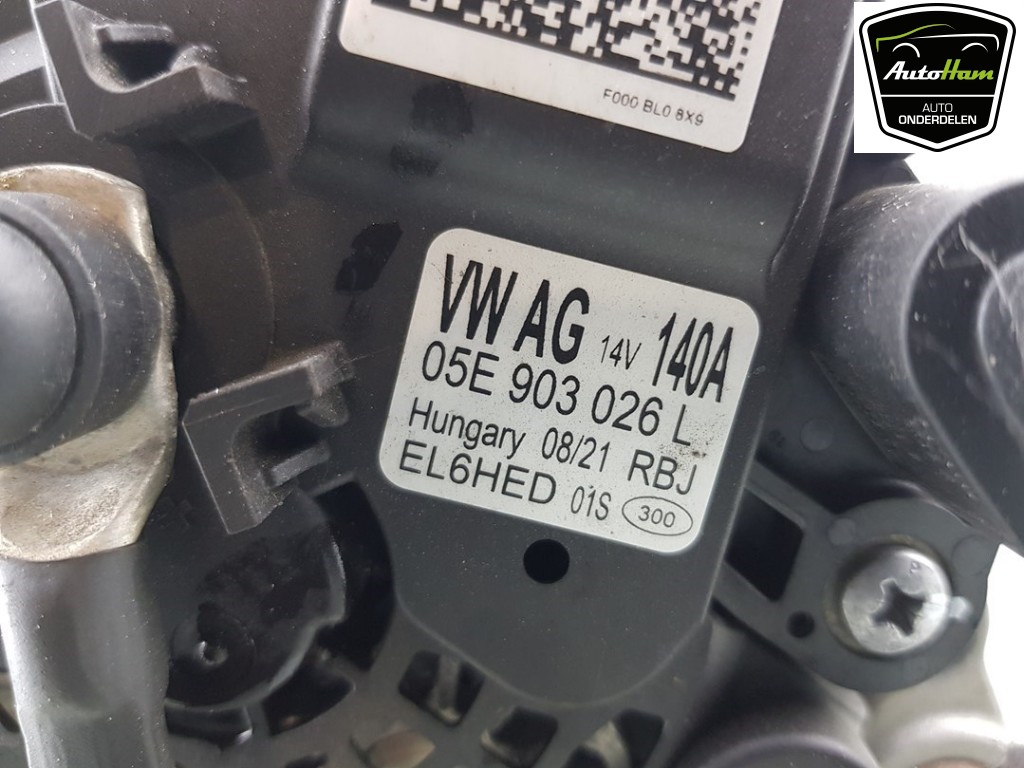 F000 BL0 8X9
AutoHam
AUTO
ONDERDELEN
VW AG 14V 140A
05E 903 026 L
Hungary 08/21 RBJ
EL6HED 01S 300